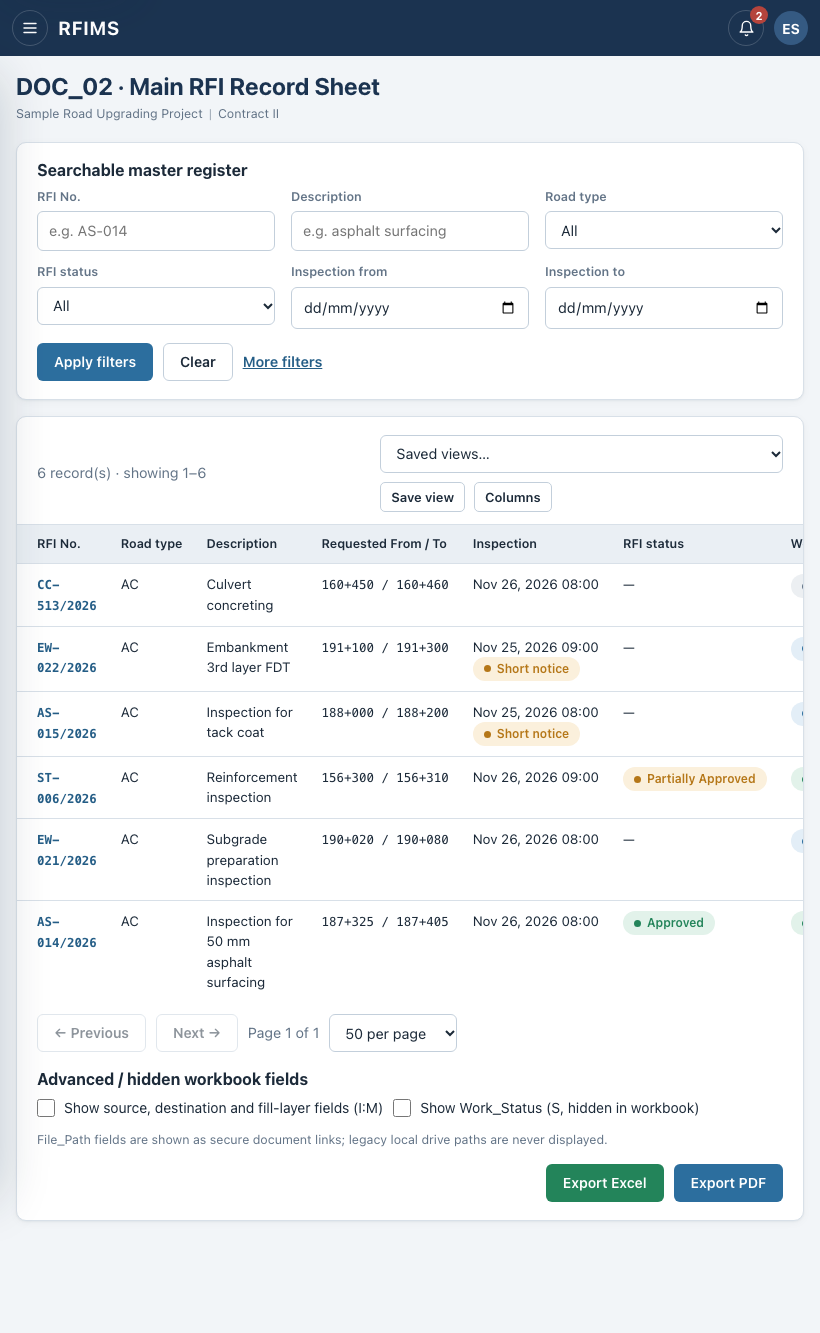 RFIMS
2
ES
DOC_02 · Main RFI Record Sheet
Sample Road Upgrading Project | Contract II
Searchable master register
RFI No.
Description
Road type
e.g. AS-014
e.g. asphalt surfacing
All
RFI status
Inspection from
Inspection to
All
dd/mm/yyyy
dd/mm/yyyy
Apply filters
Clear
More filters
6 record(s) · showing 1–6
Saved views...
Save view
Columns
RFI No. Road type Description Requested From / To Inspection RFI status W
CC- AC Culvert 160+450 / 160+460 Nov 26, 2026 08:00 —
513/2026 concreting
EW- AC Embankment 191+100 / 191+300 Nov 25, 2026 09:00 —
022/2026 3rd layer FDT Short notice
AS- AC Inspection for 188+000 / 188+200 Nov 25, 2026 08:00 —
015/2026 tack coat Short notice
ST- AC Reinforcement 156+300 / 156+310 Nov 26, 2026 09:00 Partially Approved
006/2026 inspection
EW- AC Subgrade 190+020 / 190+080 Nov 26, 2026 08:00 —
021/2026 preparation
inspection
AS- AC Inspection for 187+325 / 187+405 Nov 26, 2026 08:00 Approved
014/2026 50 mm
asphalt
surfacing
← Previous
Next →
Page 1 of 1
50 per page
Advanced / hidden workbook fields
Show source, destination and fill-layer fields (I:M)
Show Work_Status (S, hidden in workbook)
File_Path fields are shown as secure document links; legacy local drive paths are never displayed.
Export Excel
Export PDF